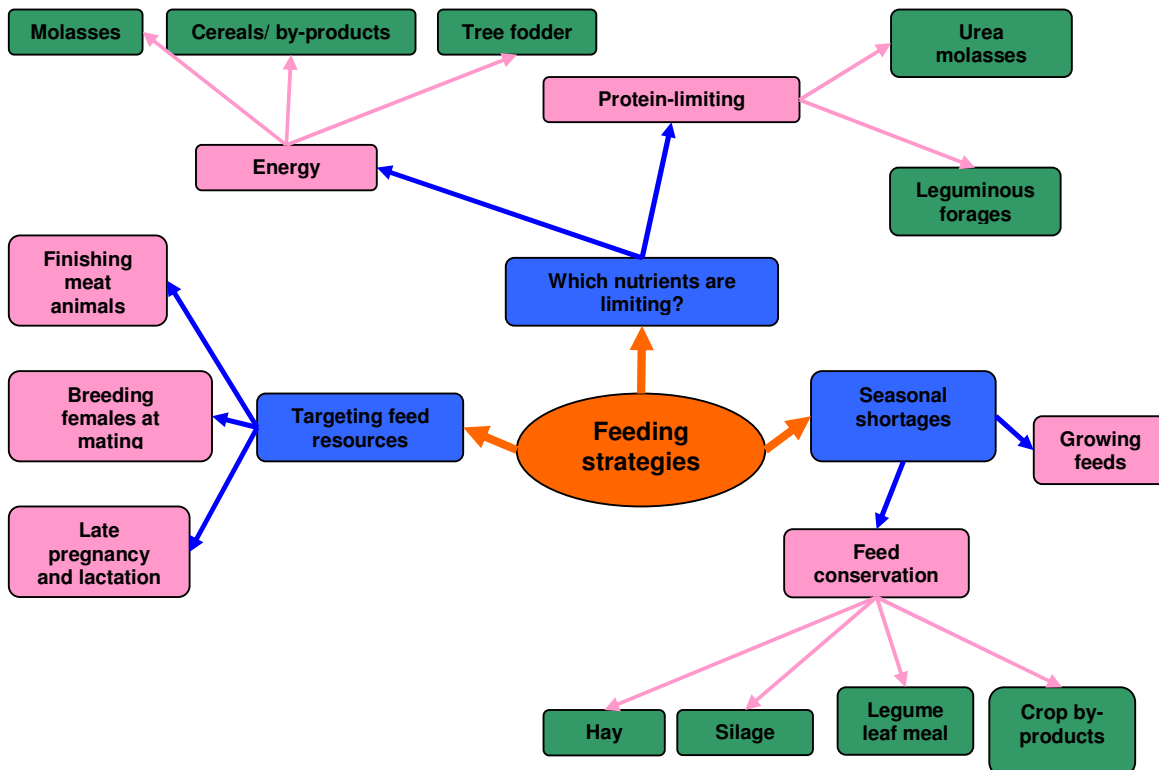 Molasses
Cereals/ by-products
Tree fodder
Urea
molasses
Protein-limiting
Energy
Leguminous
forages
Finishing
meat
animals
Which nutrients are
limiting?
Breeding
females at
mating
Targeting feed
resources
Feeding
strategies
Seasonal
shortages
Growing
feeds
Late
pregnancy
and lactation
Feed
conservation
Hay
Silage
Legume
leaf meal
Crop by-
products